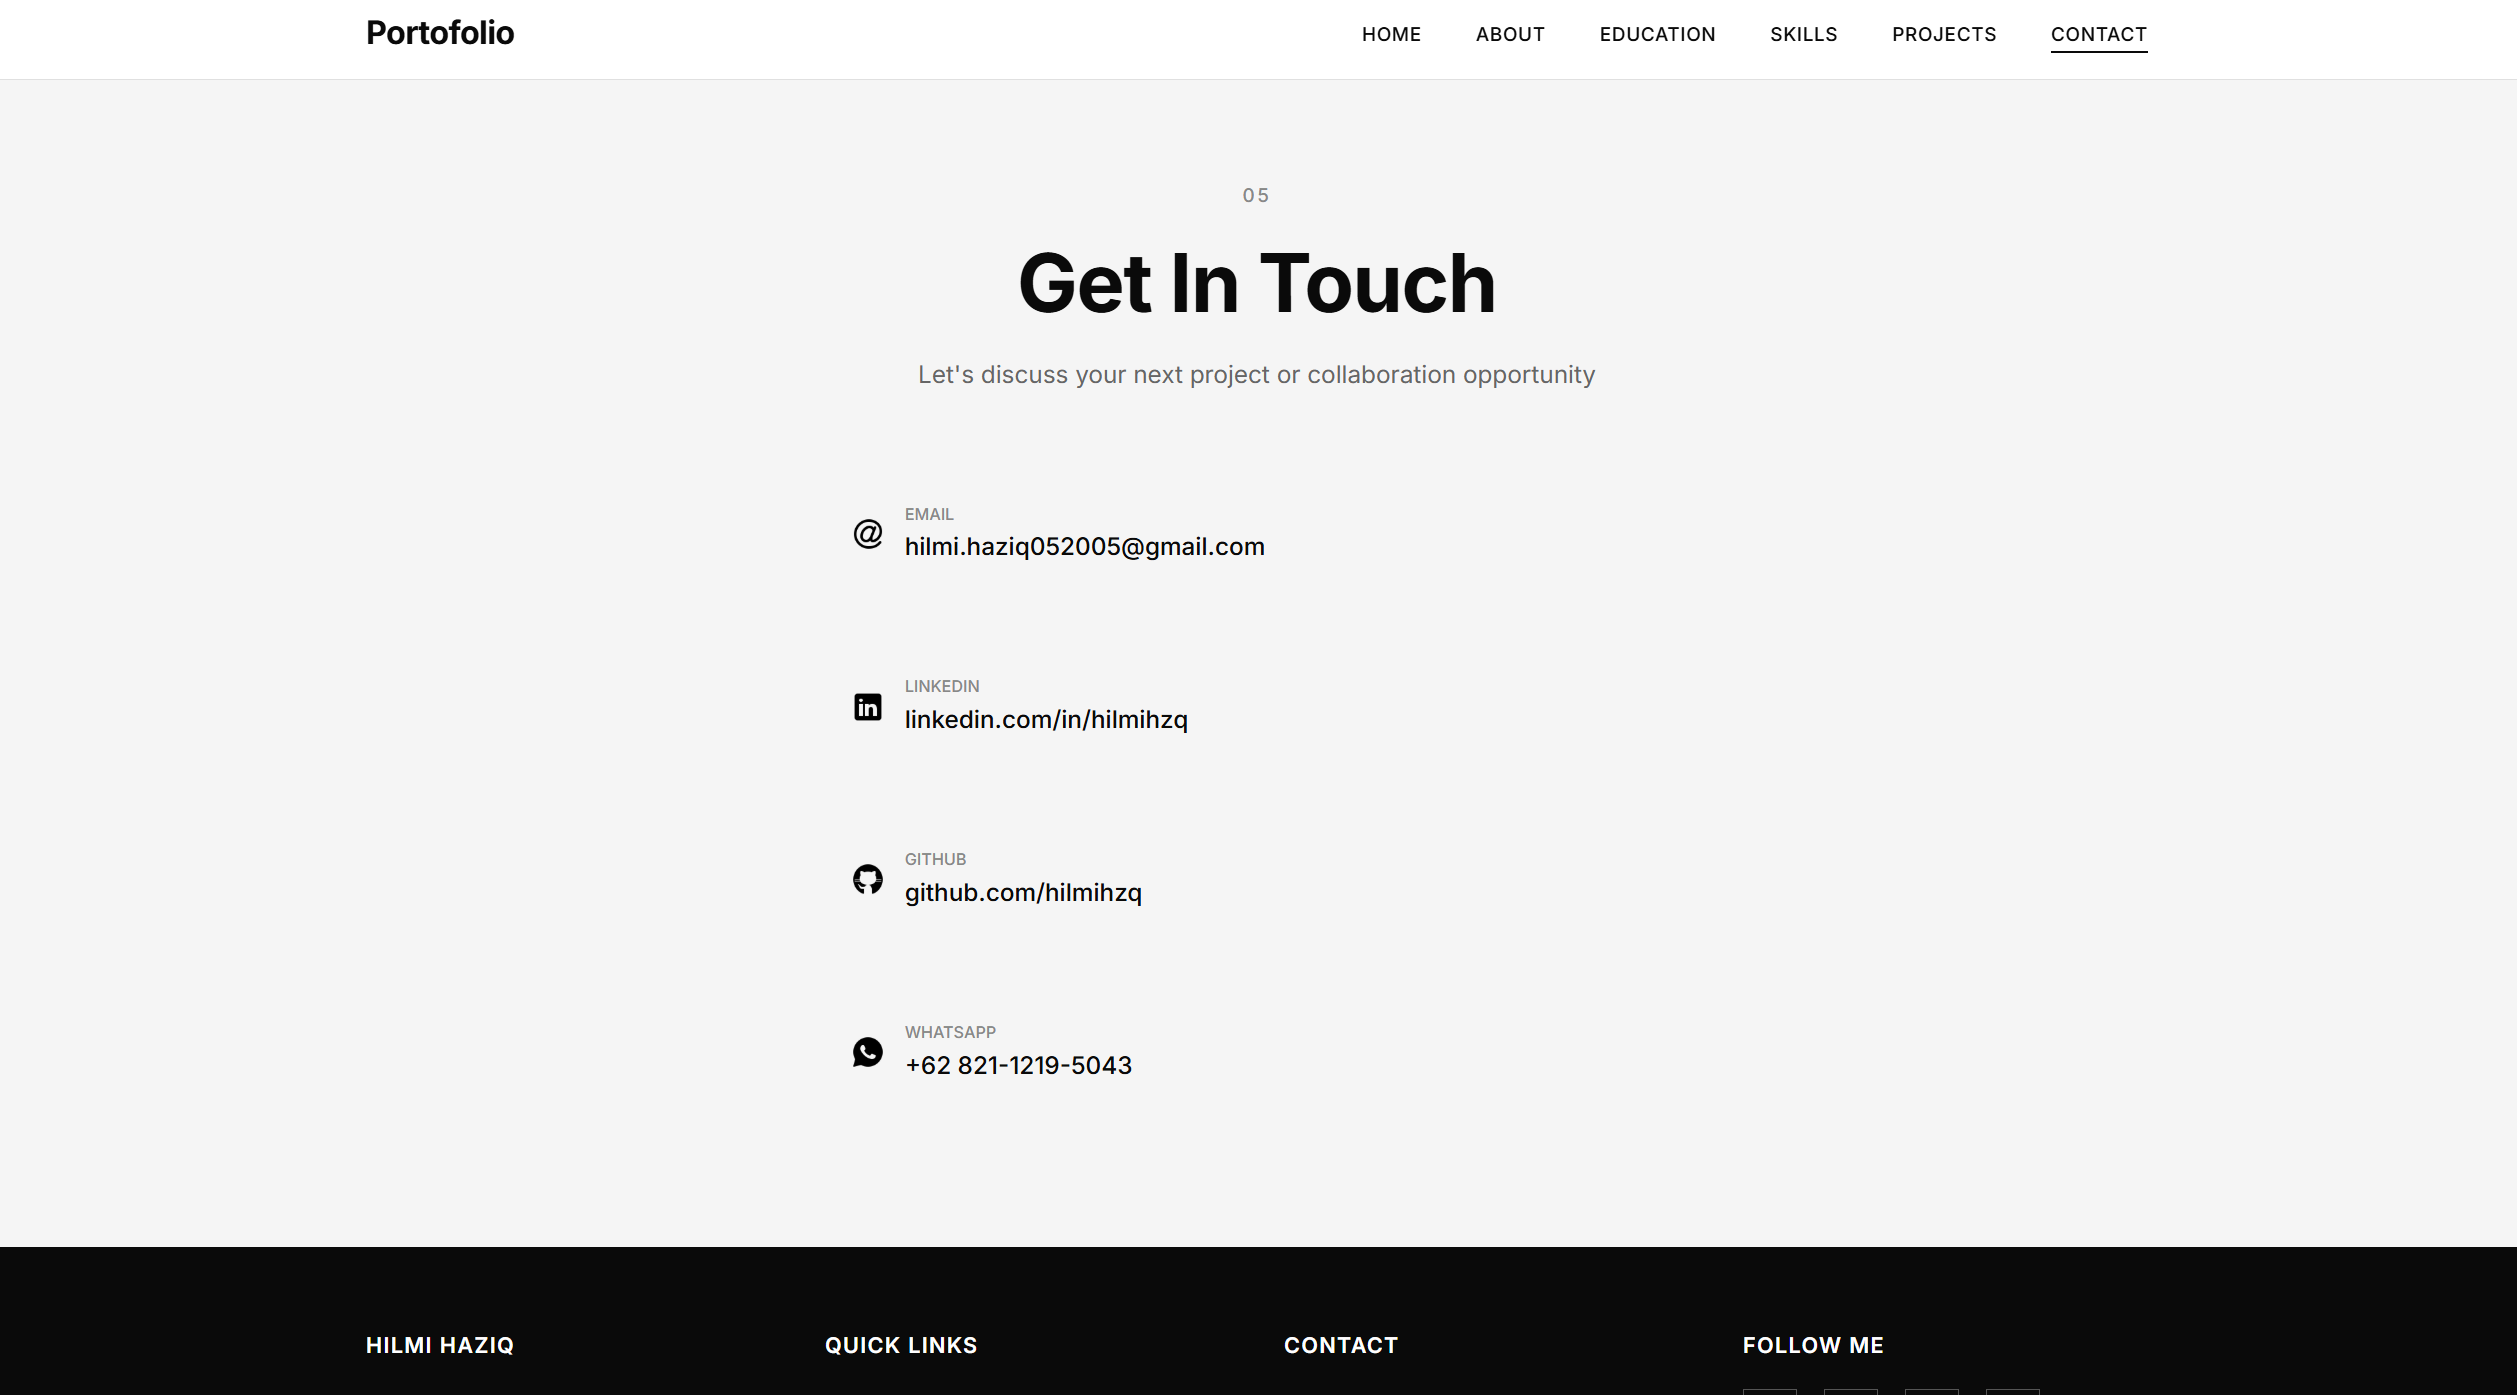 Portofolio
HOME ABOUT EDUCATION SKILLS PROJECTS CONTACT
05
Get In Touch
Let's discuss your next project or collaboration opportunity
EMAIL
hilmi.haziq052005@gmail.com
LINKEDIN
linkedin.com/in/hilmihzq
GITHUB
github.com/hilmihzq
WHATSAPP
+62 821-1219-5043
HILMI HAZIQ QUICK LINKS CONTACT FOLLOW ME